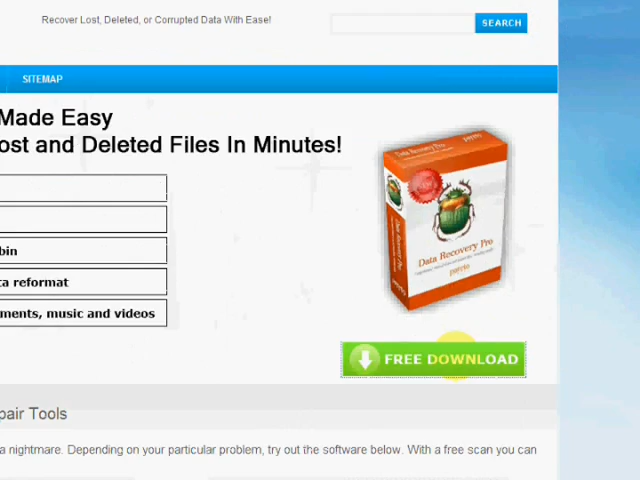 Recover Lost, Deleted, or Corrupted Data With Ease!
SEARCH
SITEMAP
Made Easy
ost and Deleted Files In Minutes!
bin
ta reformat
ments, music and videos
Data Recovery Pro
FREE DOWNLOAD
pair Tools
a nightmare. Depending on your particular problem, try out the software below. With a free scan you can